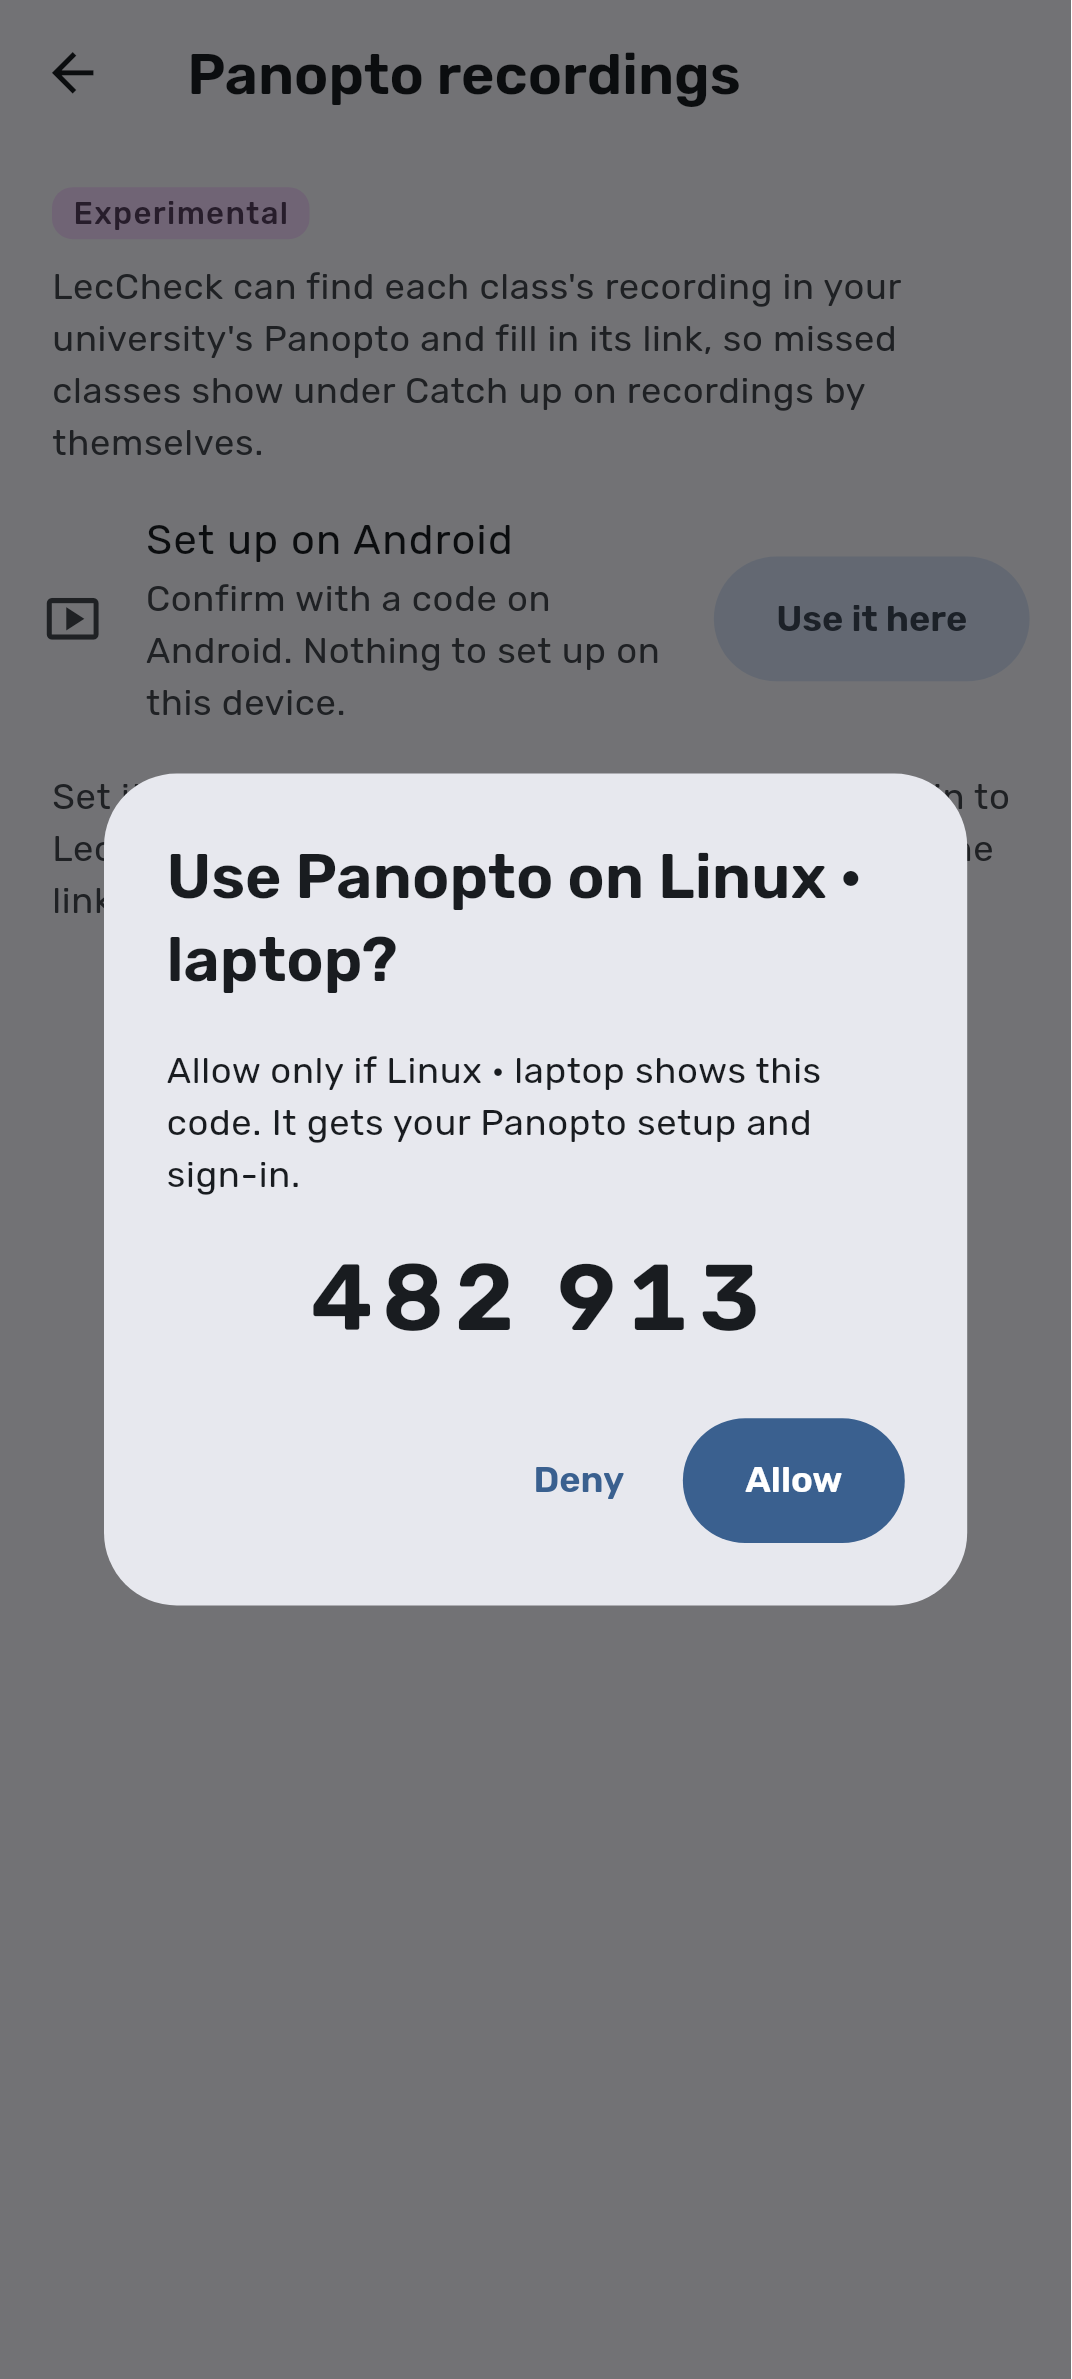 Panopto recordings
Experimental
LecCheck can find each class's recording in your
university's Panopto and fill in its link, so missed
classes show under Catch up on recordings by
themselves.
Set up on Android
Confirm with a code on
Android. Nothing to set up on
this device.
Use it here
Set
to
Use Panopto on Linux •
laptop?
Allow only if Linux • laptop shows this
code. It gets your Panopto setup and
sign-in.
482 913
Deny
Allow